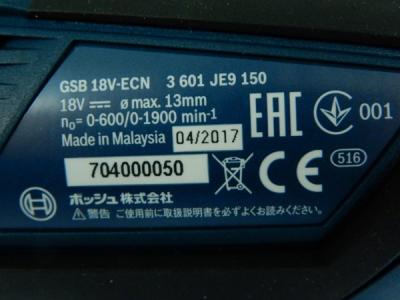 GSB 18V-ECN 3 601 JE9 150
18V ⎓ ø max. 13mm
n₀= 0-600/0-1900 min⁻¹
EAC 001
Made in Malaysia 04/2017
704000050
CE 516
ボッシュ株式会社
⚠警告 ご使用前に取扱説明書を必ずよくお読みください。